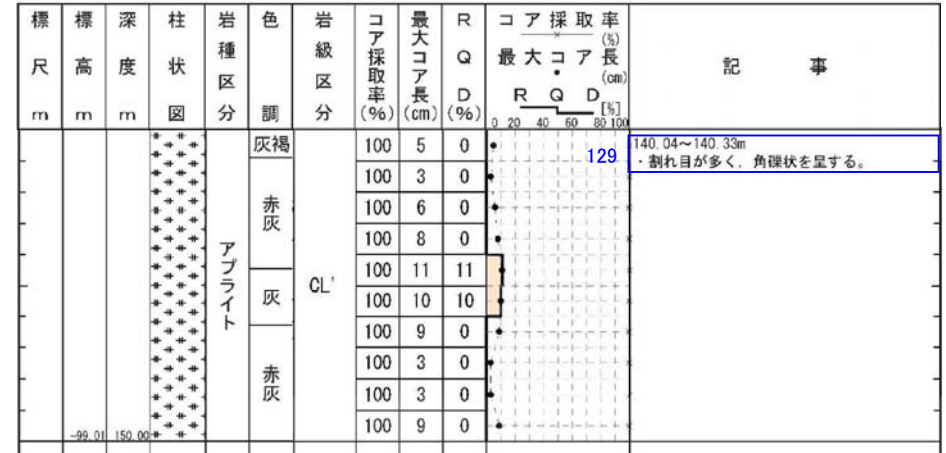 標尺 m
標高 m
深度 m
柱状図
岩種区分
色調
岩級区分
コア採取率(%)
最大コア長(cm)
RQD(%)
コア採取率(%)
最大コア長(cm)
RQD[%]
0 20 40 60 80 100
記事
灰褐 100 5 0
129
140.04～140.33m
・割れ目が多く，角礫状を呈する。
100 3 0
赤灰
100 6 0
100 8 0
アプライト
CL'
100 11 11
灰
100 10 10
100 9 0
赤灰
100 3 0
100 3 0
100 9 0
-99.01 150.00